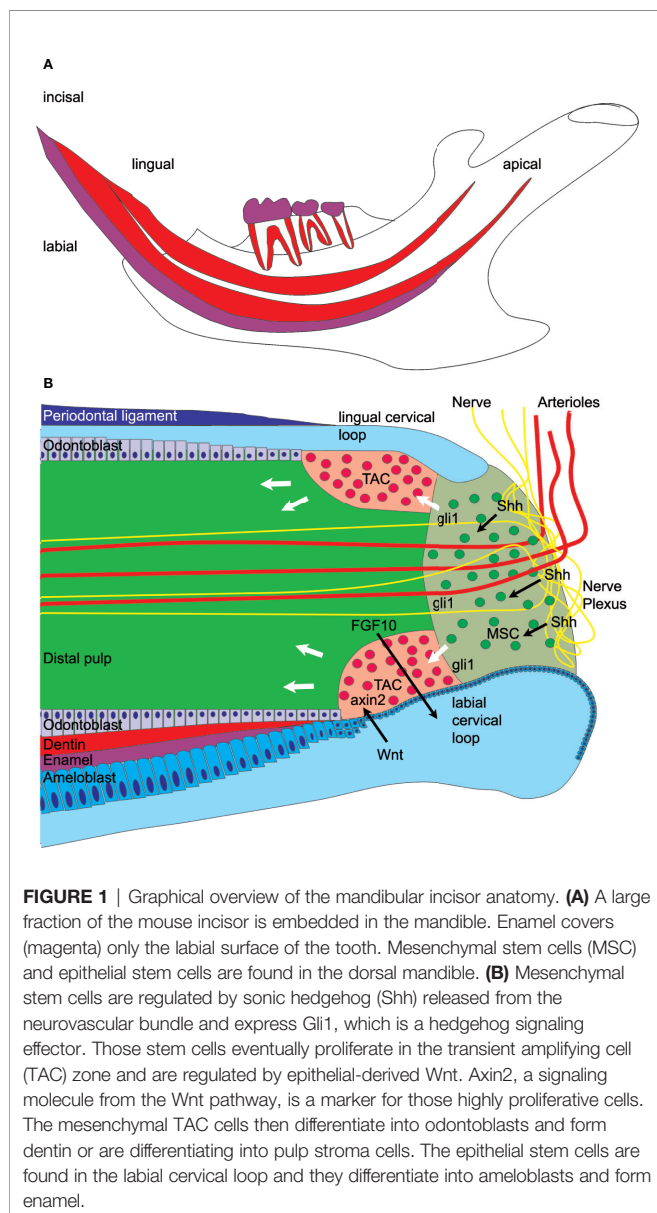 A
incisal
lingual
apical
labial
B
Nerve Arterioles
Periodontal ligament
lingual cervical
loop
Odontoblast
TAC
gli1
Shh
gli1
Shh
Nerve
Plexus
FGF10
MSC
Shh
gli1
Distal pulp
TAC
axin2
labial
cervical
loop
Odontoblast
Wnt
Dentin
Enamel
Ameloblast
FIGURE 1 | Graphical overview of the mandibular incisor anatomy. (A) A large
fraction of the mouse incisor is embedded in the mandible. Enamel covers
(magenta) only the labial surface of the tooth. Mesenchymal stem cells (MSC)
and epithelial stem cells are found in the dorsal mandible. (B) Mesenchymal
stem cells are regulated by sonic hedgehog (Shh) released from the
neurovascular bundle and express Gli1, which is a hedgehog signaling
effector. Those stem cells eventually proliferate in the transient amplifying cell
(TAC) zone and are regulated by epithelial-derived Wnt. Axin2, a signaling
molecule from the Wnt pathway, is a marker for those highly proliferative cells.
The mesenchymal TAC cells then differentiate into odontoblasts and form
dentin or are differentiating into pulp stroma cells. The epithelial stem cells are
found in the labial cervical loop and they differentiate into ameloblasts and form
enamel.